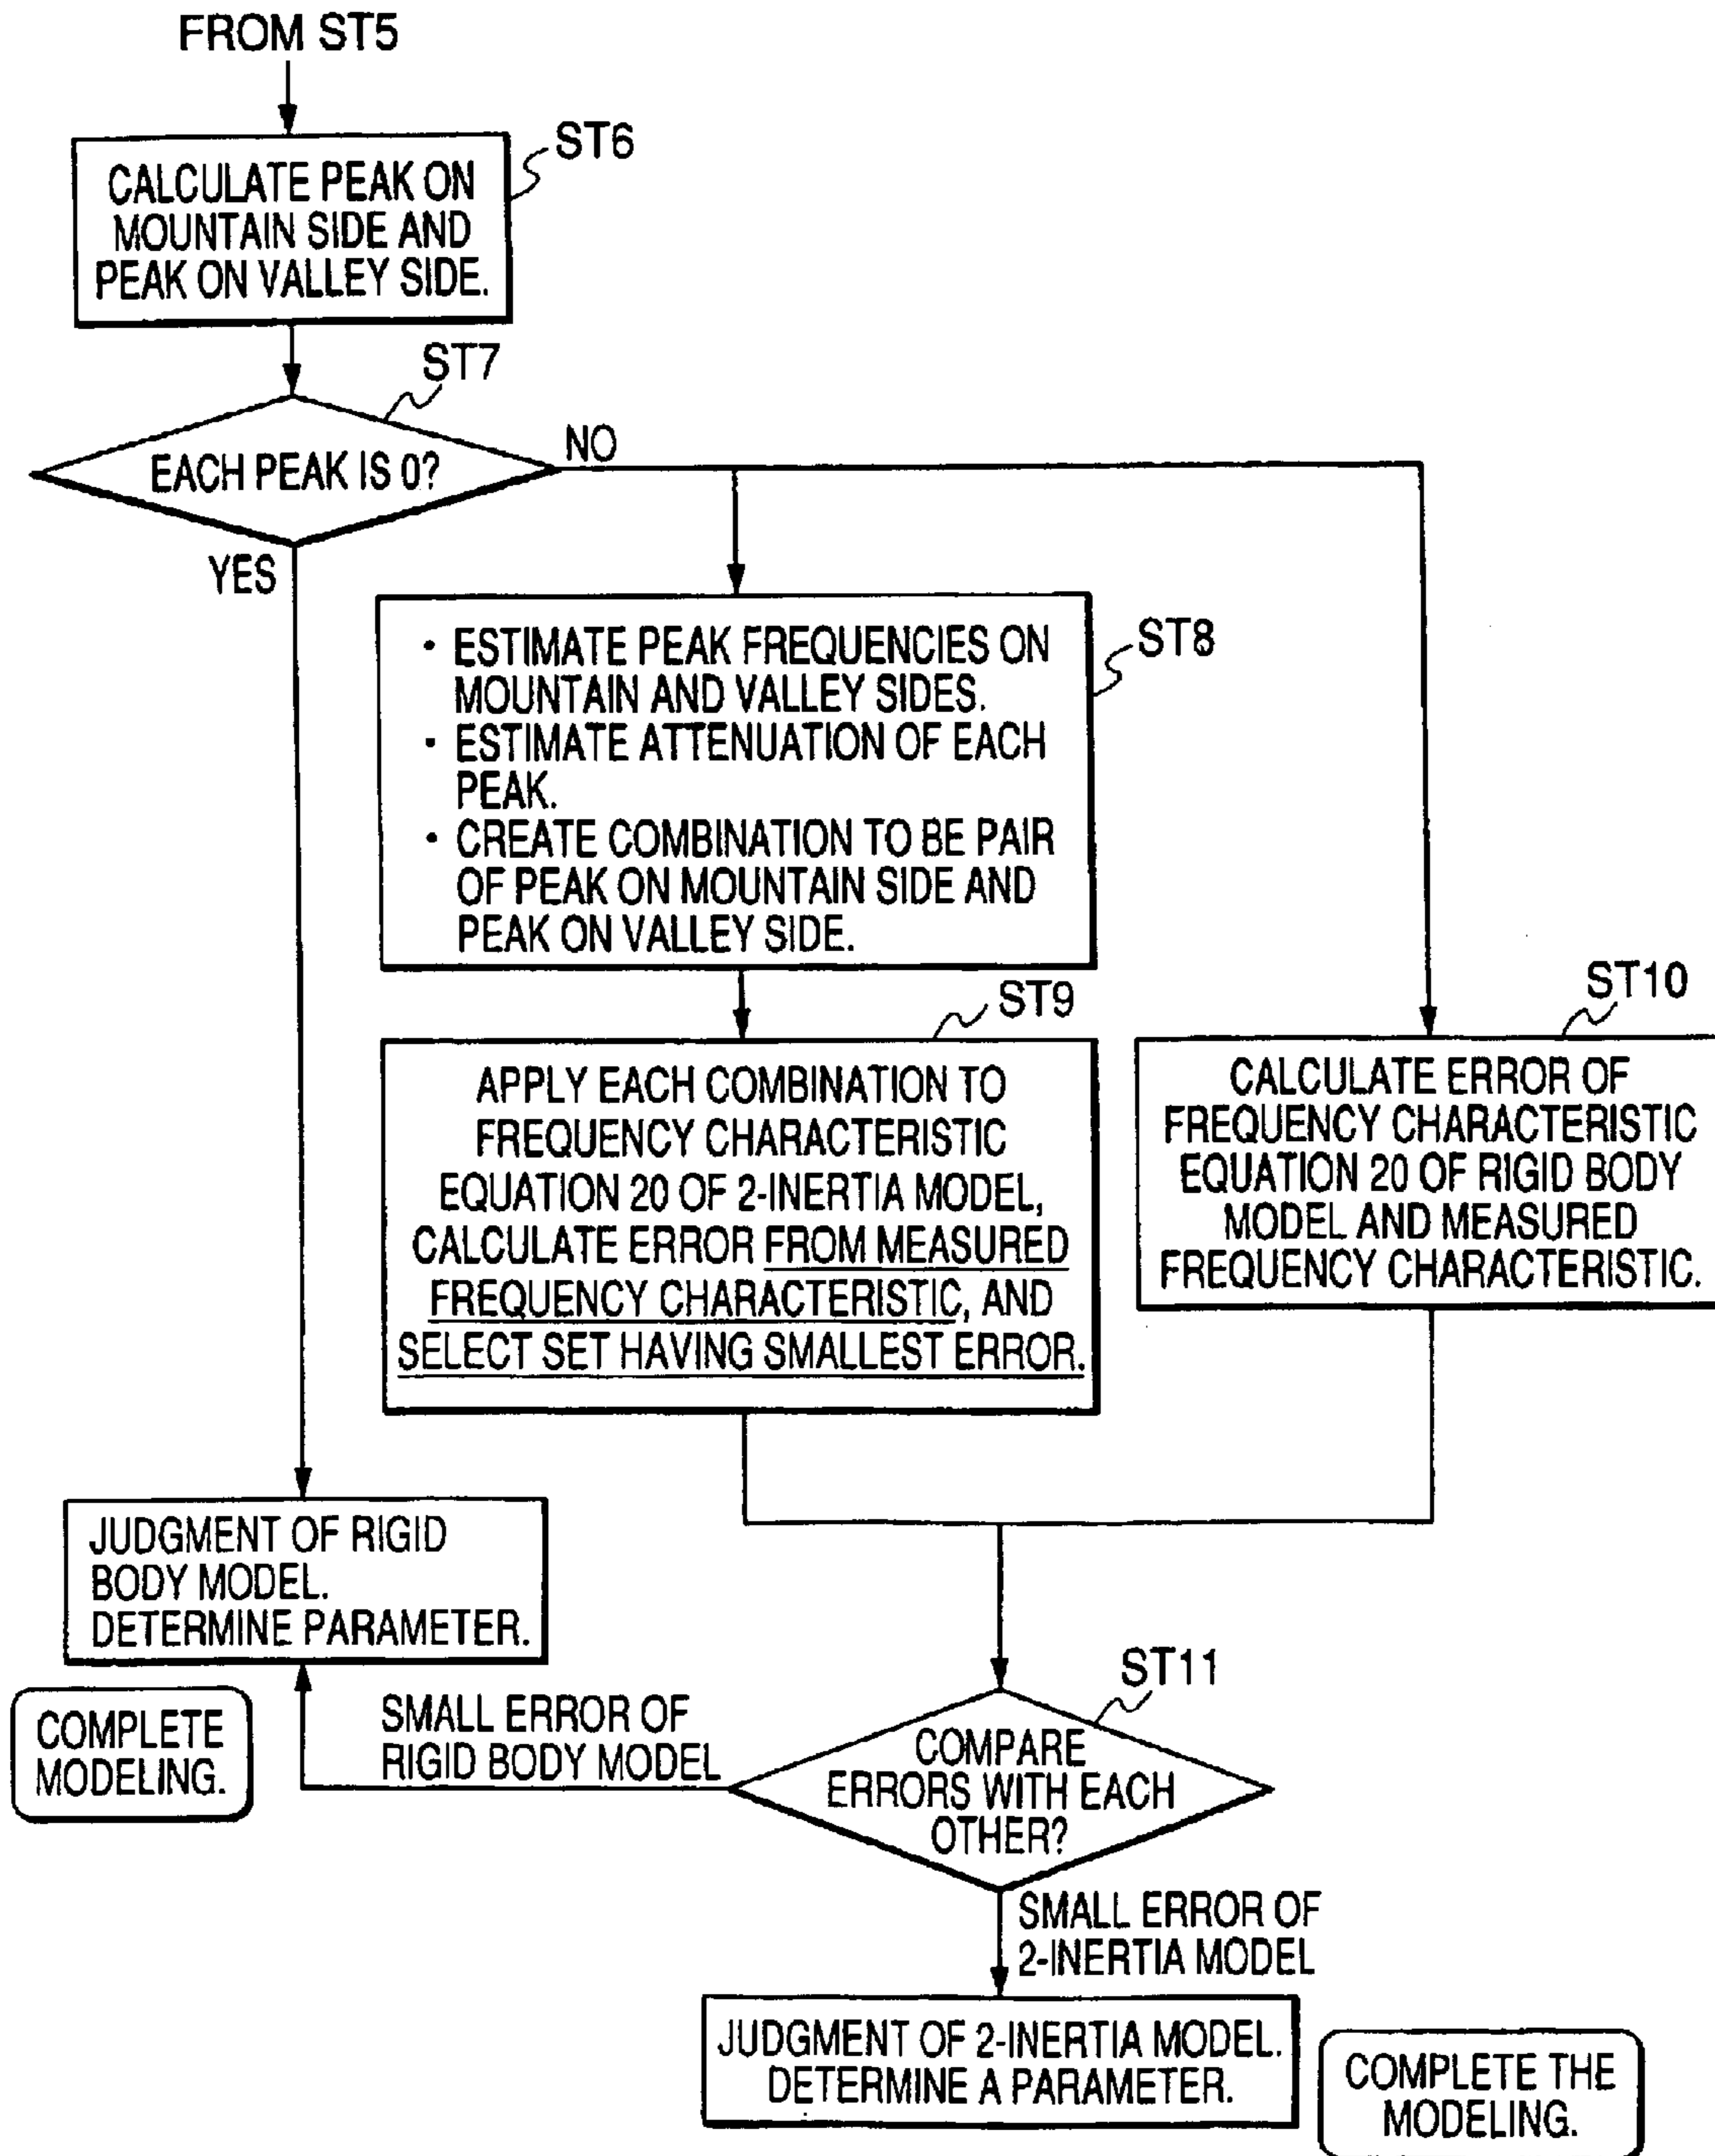 FROM ST5
ST6
CALCULATE PEAK ON
MOUNTAIN SIDE AND
PEAK ON VALLEY SIDE.
ST7
EACH PEAK IS 0?
NO
YES
ST8
• ESTIMATE PEAK FREQUENCIES ON
MOUNTAIN AND VALLEY SIDES.
• ESTIMATE ATTENUATION OF EACH
PEAK.
• CREATE COMBINATION TO BE PAIR
OF PEAK ON MOUNTAIN SIDE AND
PEAK ON VALLEY SIDE.
ST9
APPLY EACH COMBINATION TO
FREQUENCY CHARACTERISTIC
EQUATION 20 OF 2-INERTIA MODEL,
CALCULATE ERROR FROM MEASURED
FREQUENCY CHARACTERISTIC, AND
SELECT SET HAVING SMALLEST ERROR.
ST10
CALCULATE ERROR OF
FREQUENCY CHARACTERISTIC
EQUATION 20 OF RIGID BODY
MODEL AND MEASURED
FREQUENCY CHARACTERISTIC.
JUDGMENT OF RIGID
BODY MODEL.
DETERMINE PARAMETER.
COMPLETE
MODELING.
SMALL ERROR OF
RIGID BODY MODEL
ST11
COMPARE
ERRORS WITH EACH
OTHER?
SMALL ERROR OF
2-INERTIA MODEL
JUDGMENT OF 2-INERTIA MODEL.
DETERMINE A PARAMETER.
COMPLETE THE
MODELING.